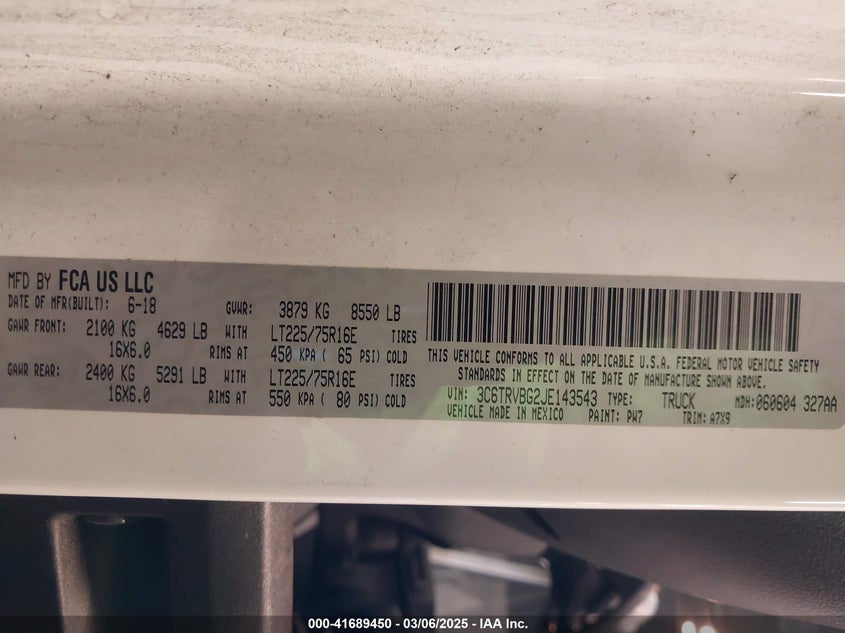 MFD BY FCA US LLC
DATE OF MFR(BUILT): 6-18 GVWR: 3879 KG 8550 LB
GAWR FRONT: 2100 KG 4629 LB WITH LT225/75R16E TIRES
16X6.0 RIMS AT 450 KPA ( 65 PSI) COLD
GAWR REAR: 2400 KG 5291 LB WITH LT225/75R16E TIRES
16X6.0 RIMS AT 550 KPA ( 80 PSI) COLD
THIS VEHICLE CONFORMS TO ALL APPLICABLE U.S.A. FEDERAL MOTOR VEHICLE SAFETY
STANDARDS IN EFFECT ON THE DATE OF MANUFACTURE SHOWN ABOVE.
VIN: 3C6TRVBG2JE143543 TYPE: TRUCK MDH:060604 327AA
VEHICLE MADE IN MEXICO PAINT: PW7 TRIM: A7X9
000-41689450 - 03/06/2025 - IAA Inc.